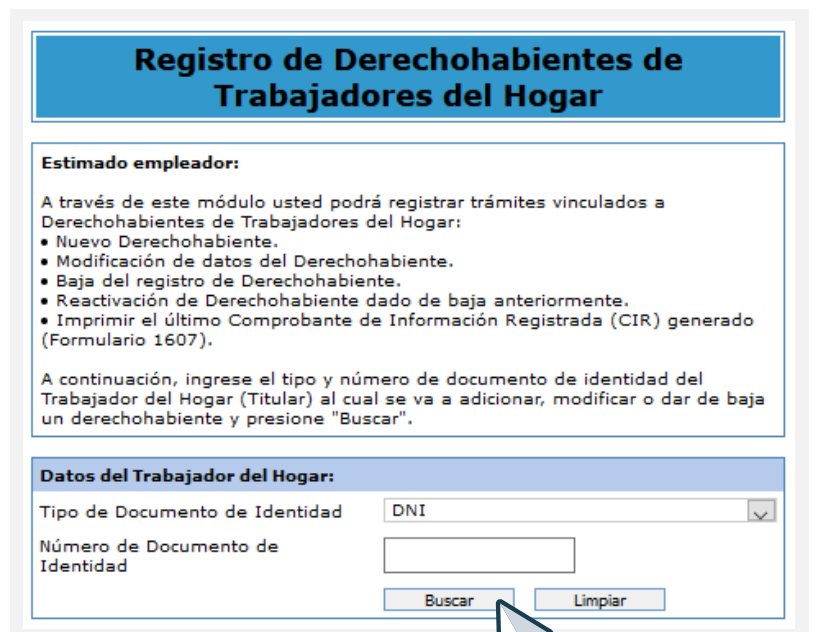 Registro de Derechohabientes de
Trabajadores del Hogar
Estimado empleador:
A través de este módulo usted podrá registrar trámites vinculados a
Derechohabientes de Trabajadores del Hogar:
• Nuevo Derechohabiente.
• Modificación de datos del Derechohabiente.
• Baja del registro de Derechohabiente.
• Reactivación de Derechohabiente dado de baja anteriormente.
• Imprimir el último Comprobante de Información Registrada (CIR) generado
(Formulario 1607).
A continuación, ingrese el tipo y número de documento de identidad del
Trabajador del Hogar (Titular) al cual se va a adicionar, modificar o dar de baja
un derechohabiente y presione "Buscar".
Datos del Trabajador del Hogar:
Tipo de Documento de Identidad DNI
Número de Documento de
Identidad
Buscar Limpiar